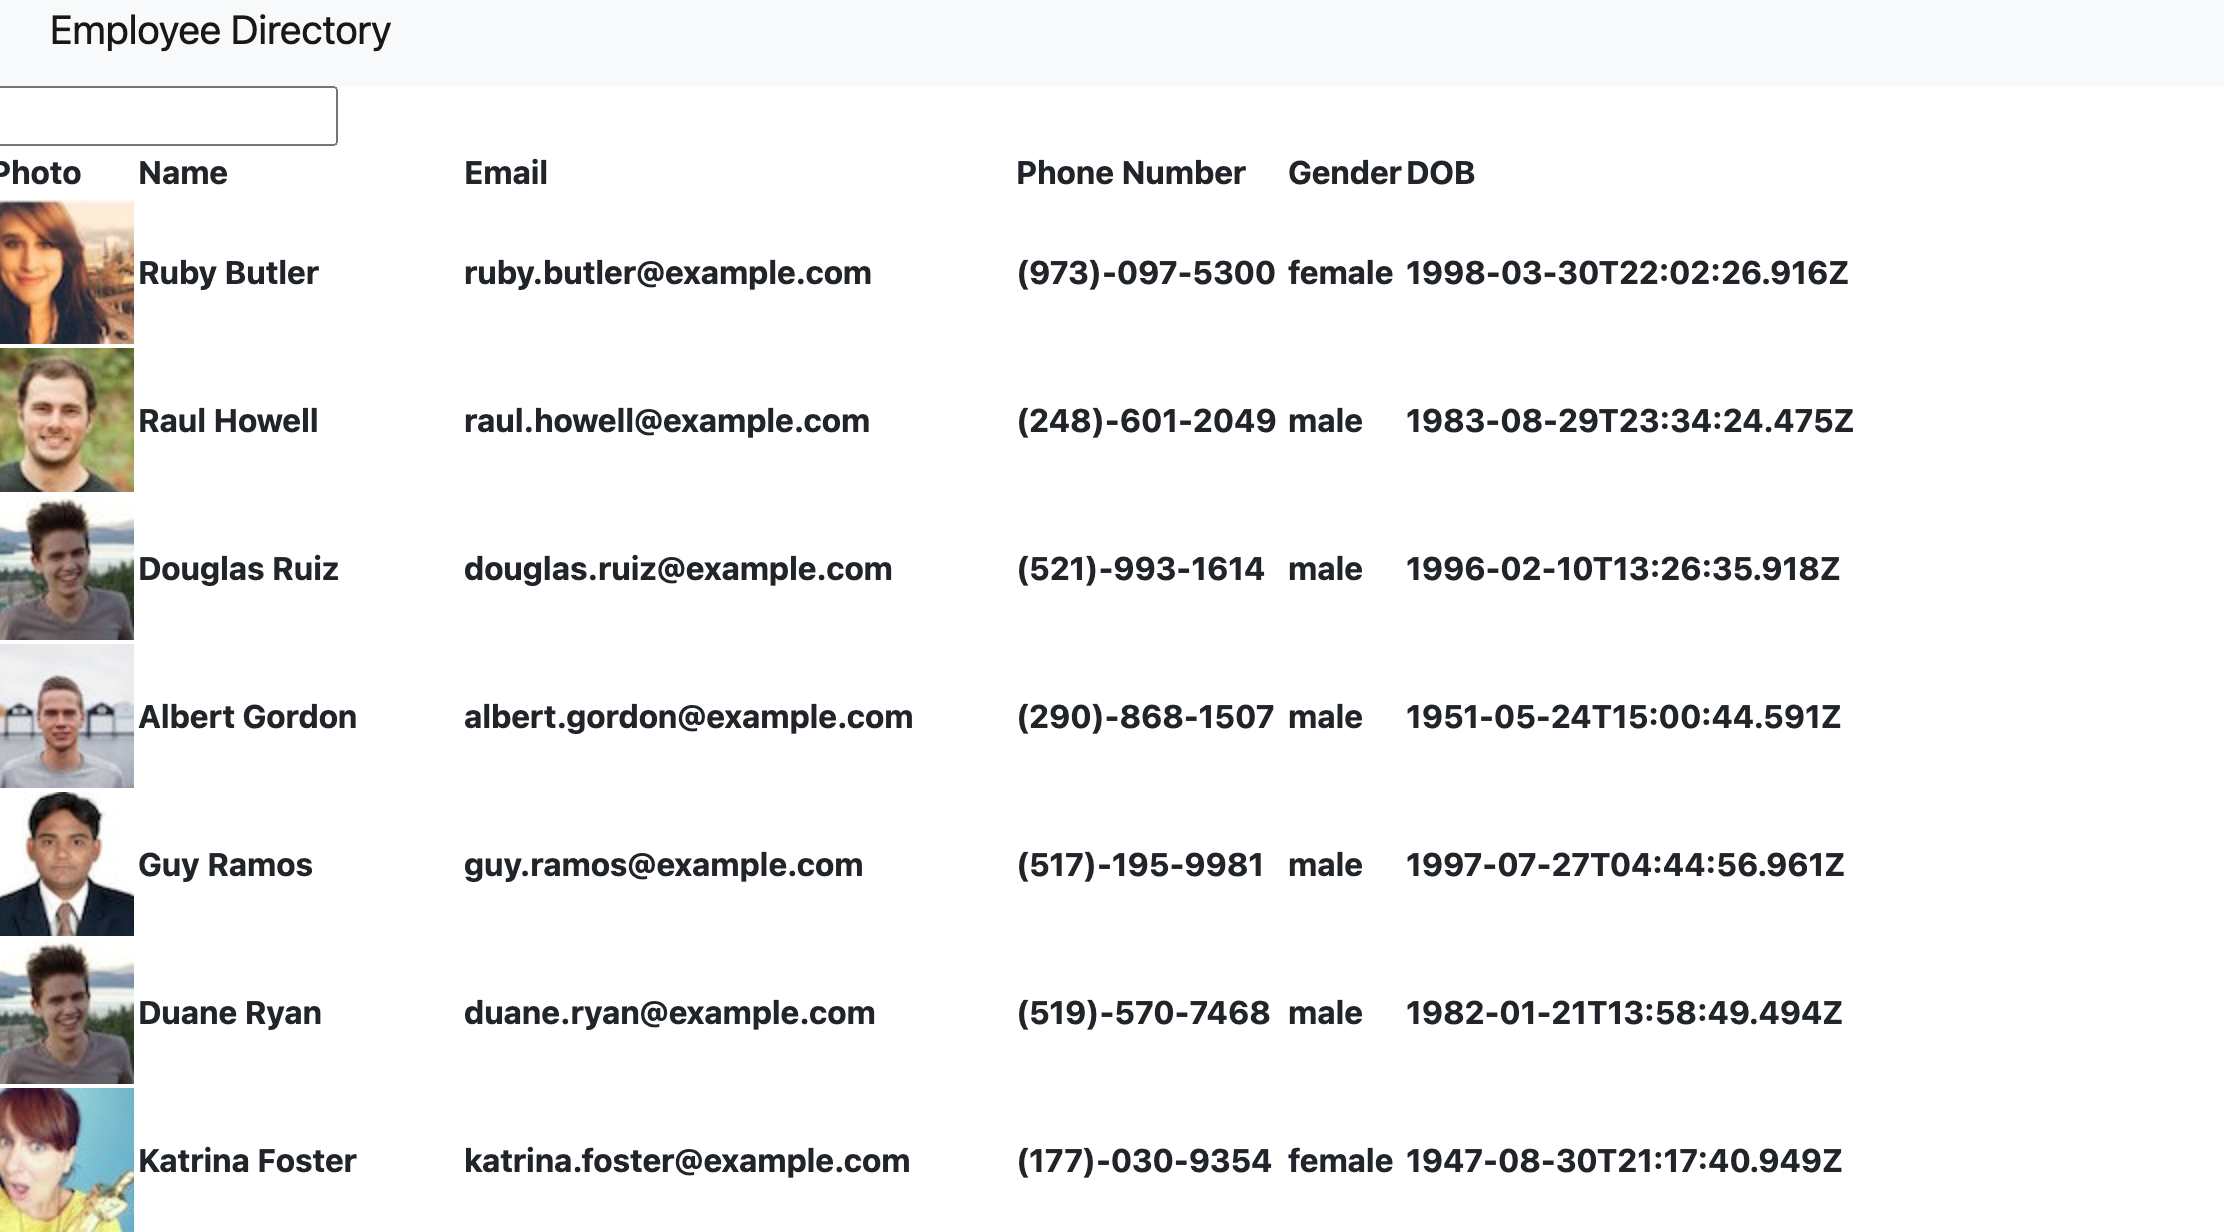 Employee Directory
Photo Name Email Phone Number Gender DOB
Ruby Butler ruby.butler@example.com (973)-097-5300 female 1998-03-30T22:02:26.916Z
Raul Howell raul.howell@example.com (248)-601-2049 male 1983-08-29T23:34:24.475Z
Douglas Ruiz douglas.ruiz@example.com (521)-993-1614 male 1996-02-10T13:26:35.918Z
Albert Gordon albert.gordon@example.com (290)-868-1507 male 1951-05-24T15:00:44.591Z
Guy Ramos guy.ramos@example.com (517)-195-9981 male 1997-07-27T04:44:56.961Z
Duane Ryan duane.ryan@example.com (519)-570-7468 male 1982-01-21T13:58:49.494Z
Katrina Foster katrina.foster@example.com (177)-030-9354 female 1947-08-30T21:17:40.949Z